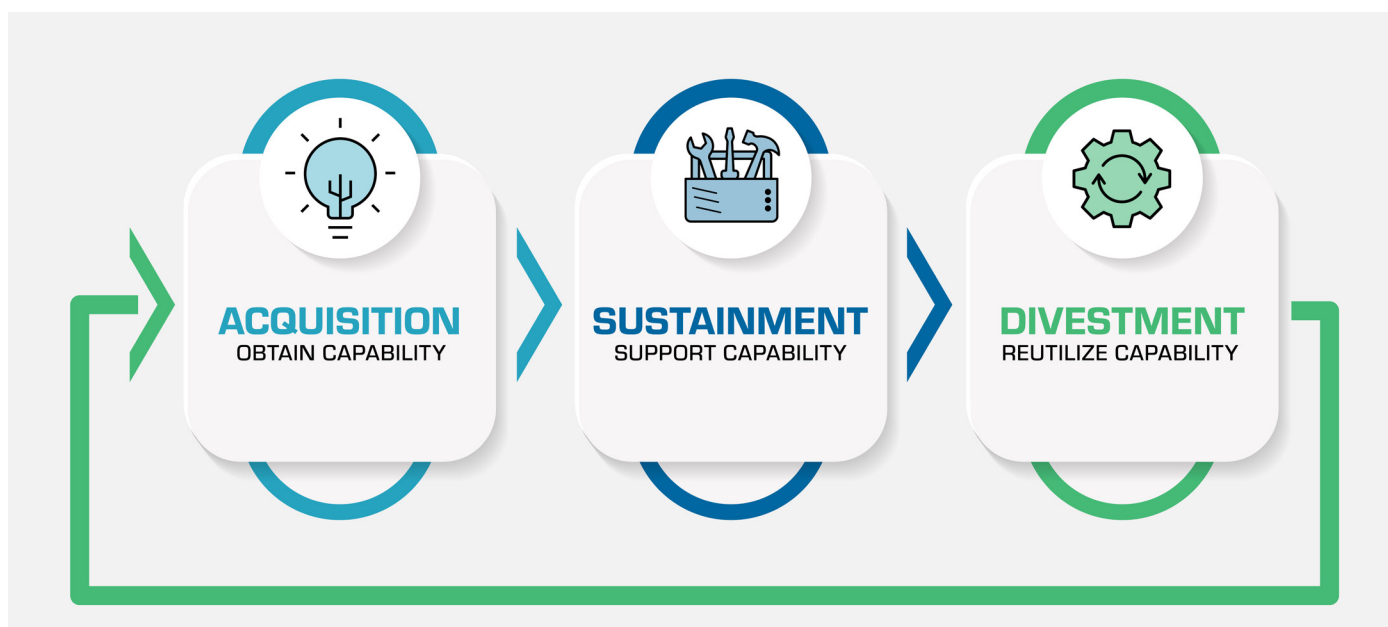 ACQUISITION
OBTAIN CAPABILITY
SUSTAINMENT
SUPPORT CAPABILITY
DIVESTMENT
REUTILIZE CAPABILITY